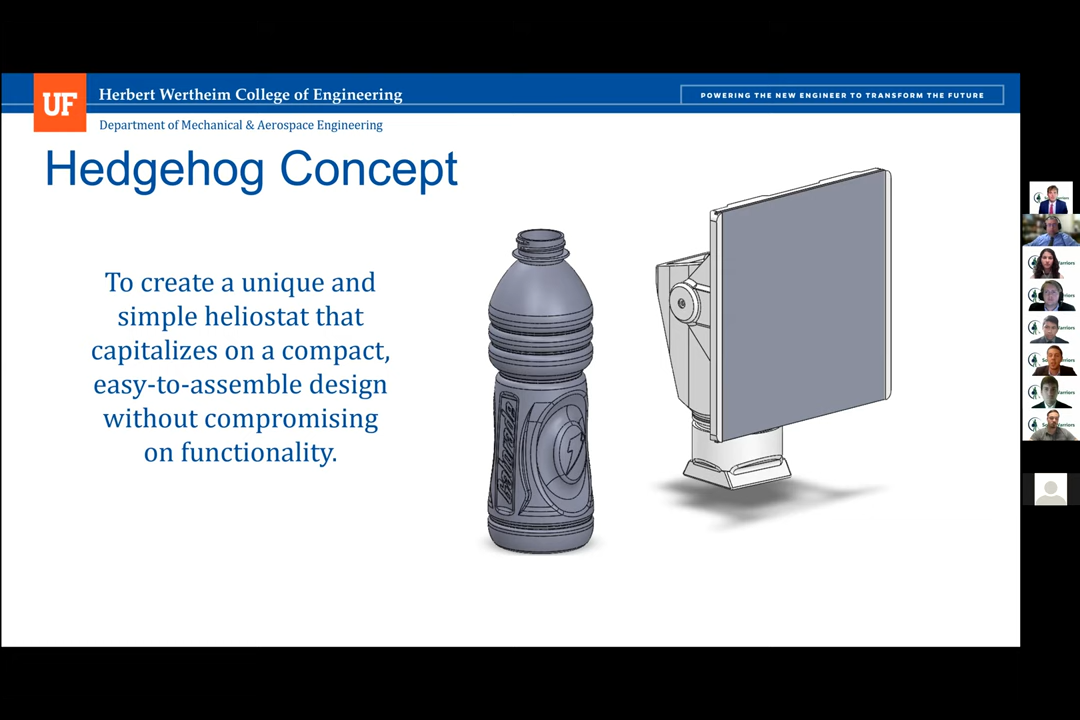 UF
Herbert Wertheim College of Engineering
POWERING THE NEW ENGINEER TO TRANSFORM THE FUTURE
Department of Mechanical & Aerospace Engineering
Hedgehog Concept
To create a unique and
simple heliostat that
capitalizes on a compact,
easy-to-assemble design
without compromising
on functionality.